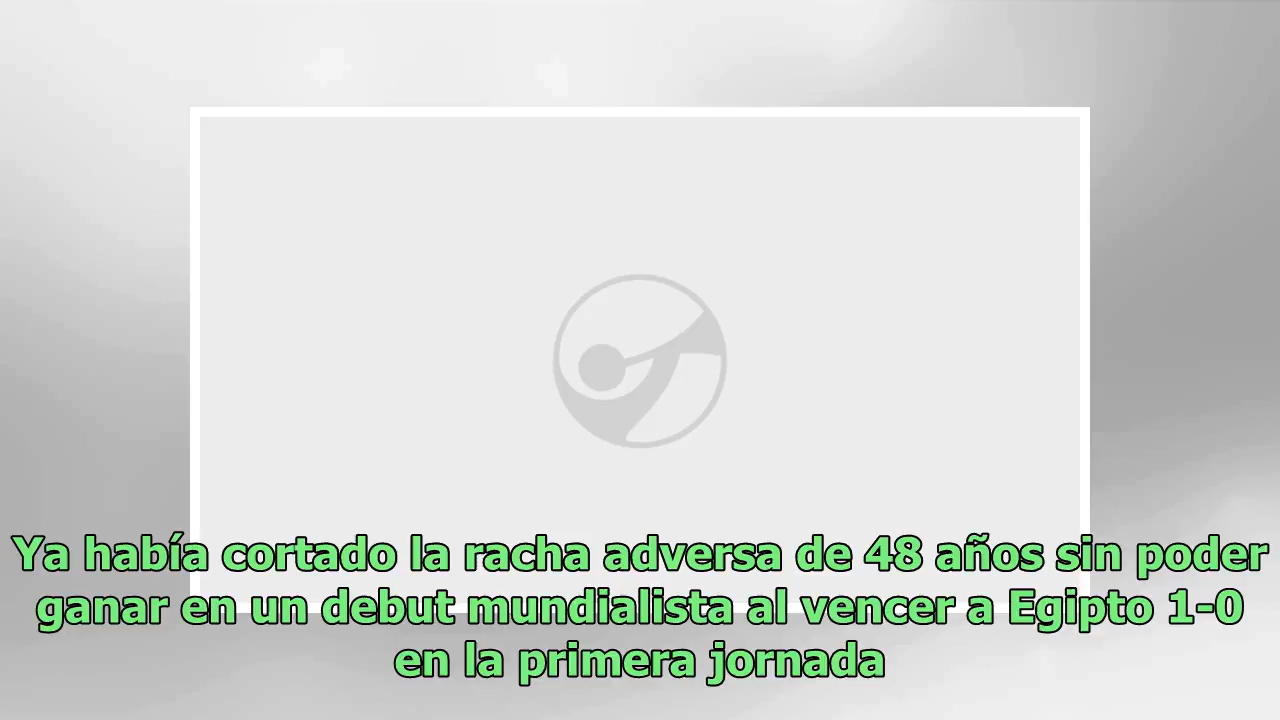 Ya había cortado la racha adversa de 48 años sin poder
ganar en un debut mundialista al vencer a Egipto 1-0
en la primera jornada